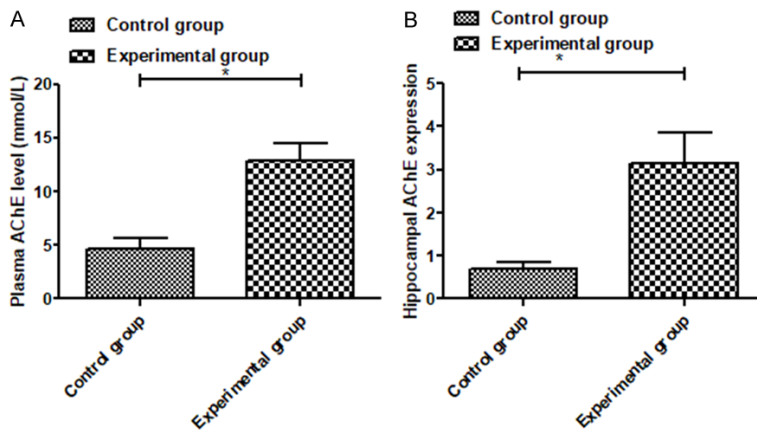 A
Control group
Experimental group
*
Plasma AChE level (mmol/L)
20
15
10
5
0
Control group
Experimental group
B
Control group
Experimental group
*
Hippocampal AChE expression
5
4
3
2
1
0
Control group
Experimental group